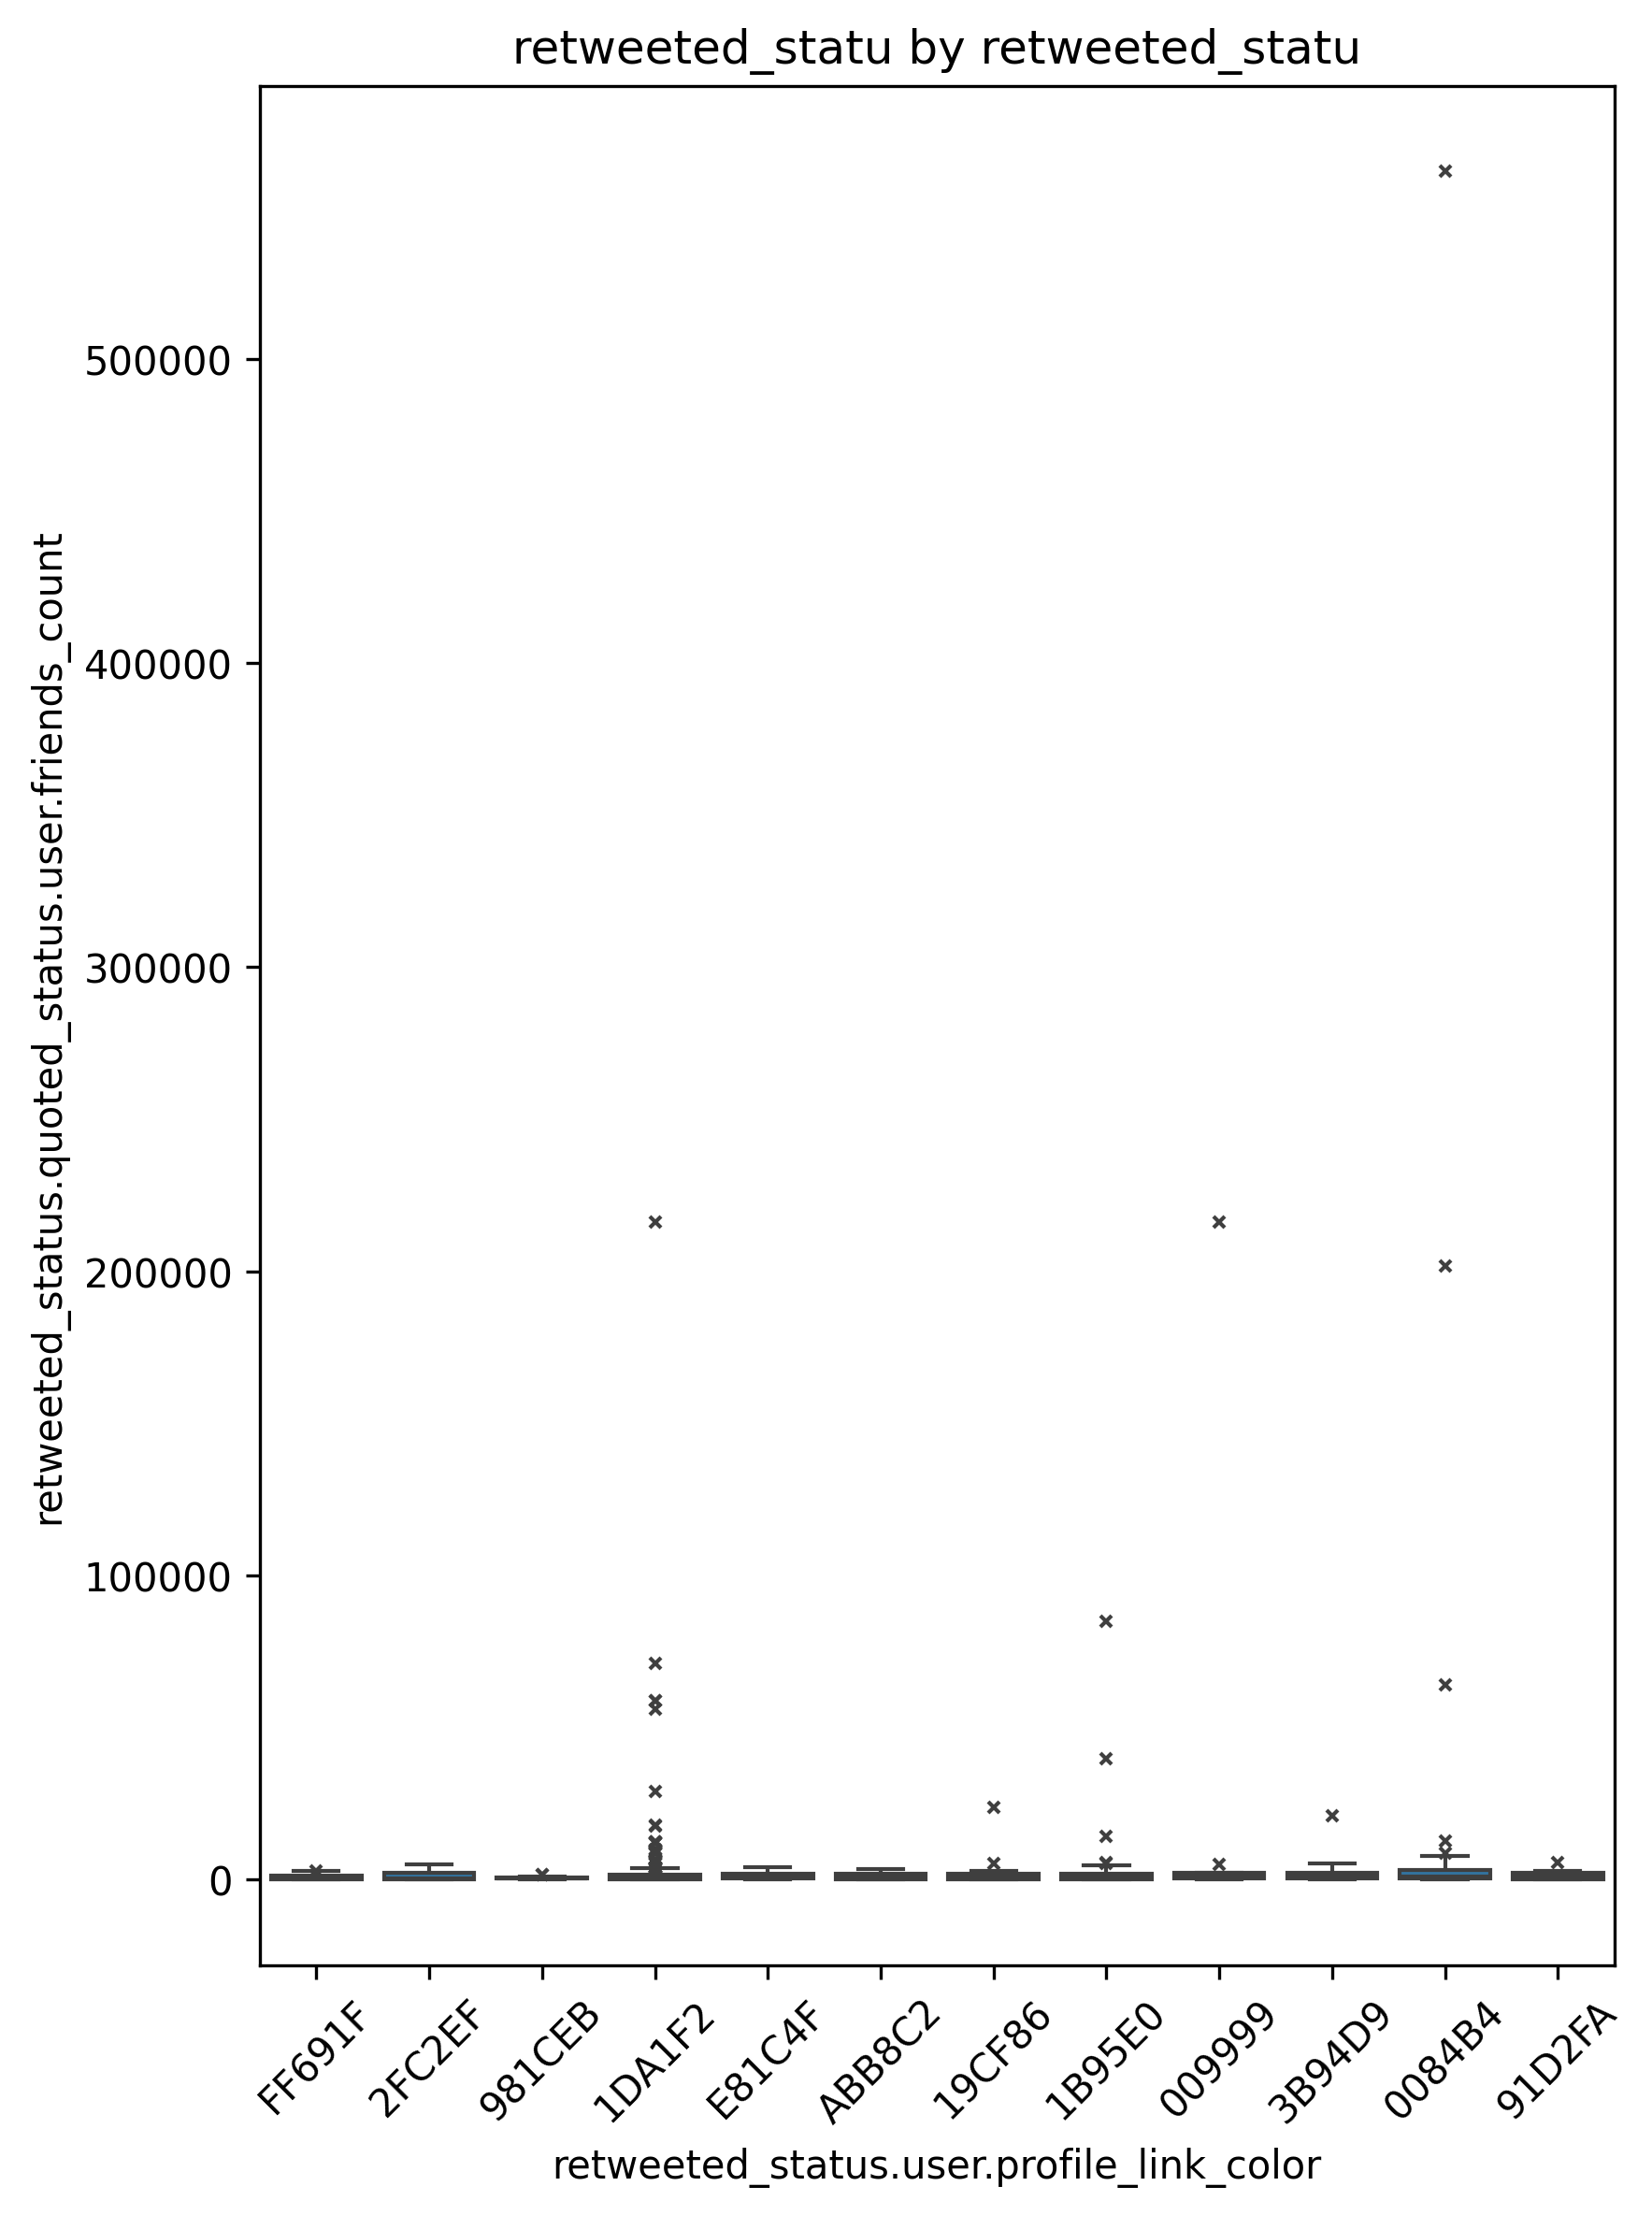 retweeted_statu by retweeted_statu
retweeted_status.quoted_status.user.friends_count
500000
400000
300000
200000
100000
0
FF691F
2FC2EF
981CEB
1DA1F2
E81C4F
ABB8C2
19CF86
1B95E0
009999
3B94D9
0084B4
91D2FA
retweeted_status.user.profile_link_color